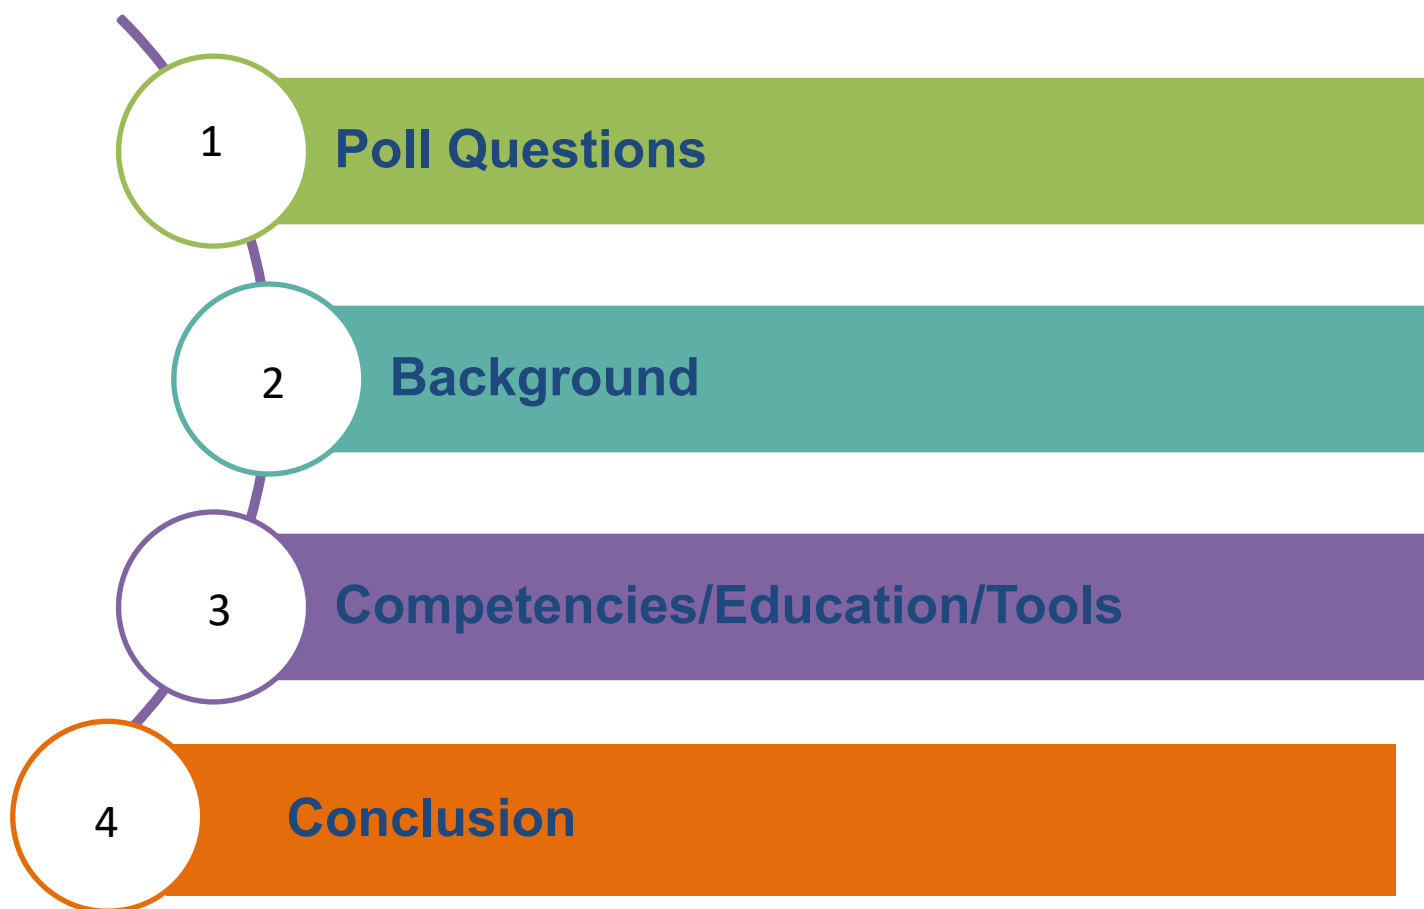 1
Poll Questions
2
Background
3
Competencies/Education/Tools
4
Conclusion